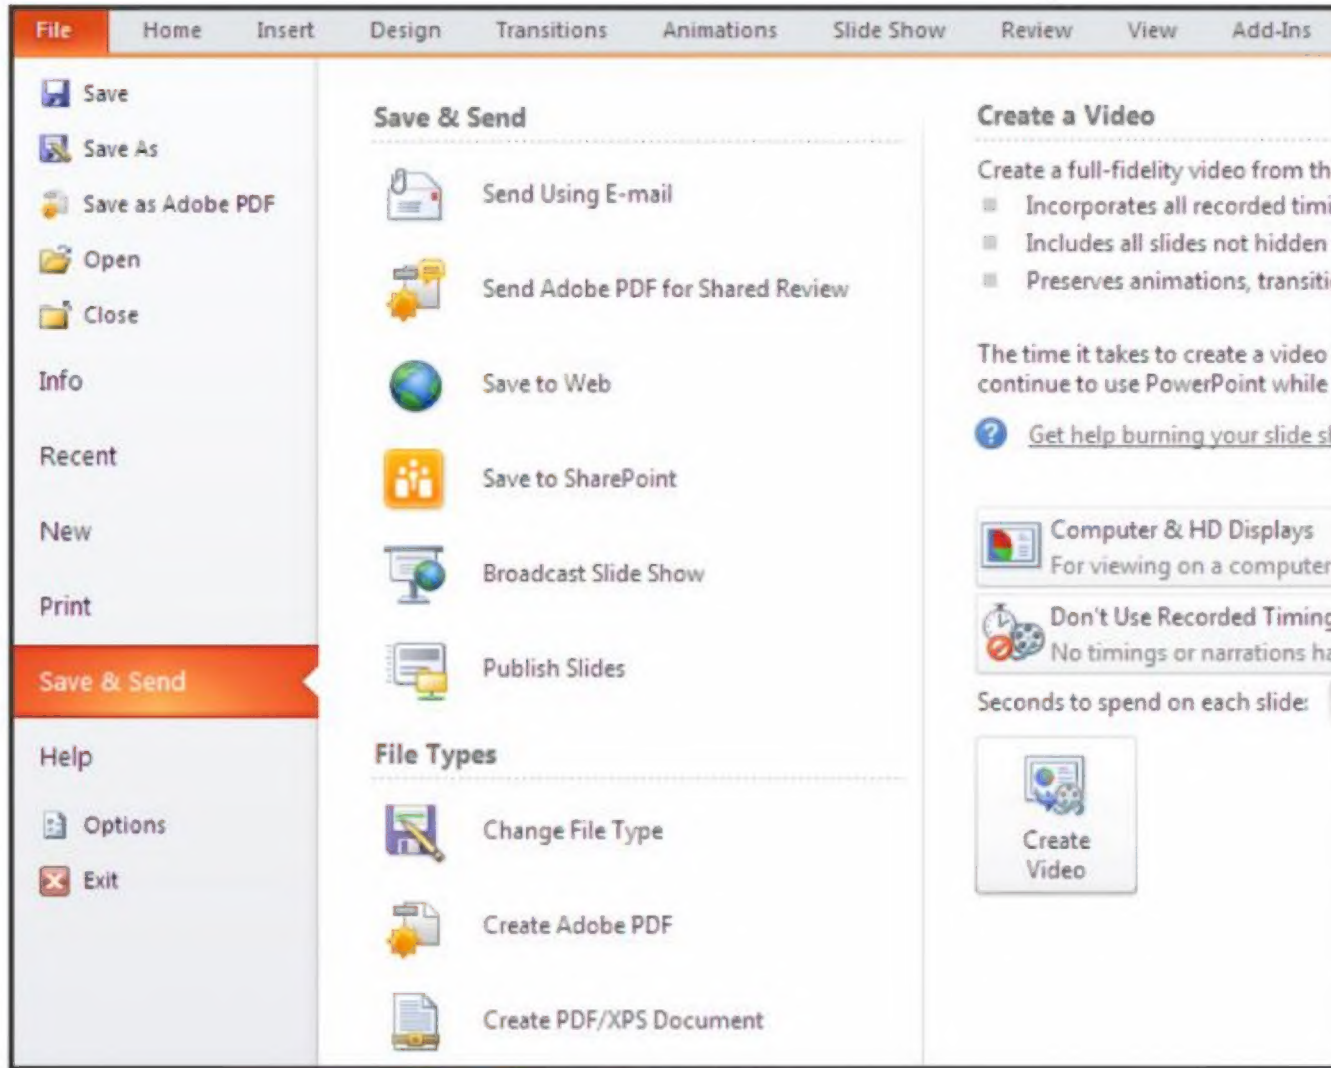 File Home Insert Design Transitions Animations Slide Show Review View Add-Ins
Save
Save As
Save as Adobe PDF
Open
Close
Info
Recent
New
Print
Save & Send
Help
Options
Exit
Save & Send
Send Using E-mail
Send Adobe PDF for Shared Review
Save to Web
Save to SharePoint
Broadcast Slide Show
Publish Slides
File Types
Change File Type
Create Adobe PDF
Create PDF/XPS Document
Create a Video
Create a full-fidelity video from th
Incorporates all recorded timi
Includes all slides not hidden
Preserves animations, transiti
The time it takes to create a video
continue to use PowerPoint while
Get help burning your slide sl
Computer & HD Displays
For viewing on a computer
Don't Use Recorded Timing
No timings or narrations ha
Seconds to spend on each slide:
Create
Video